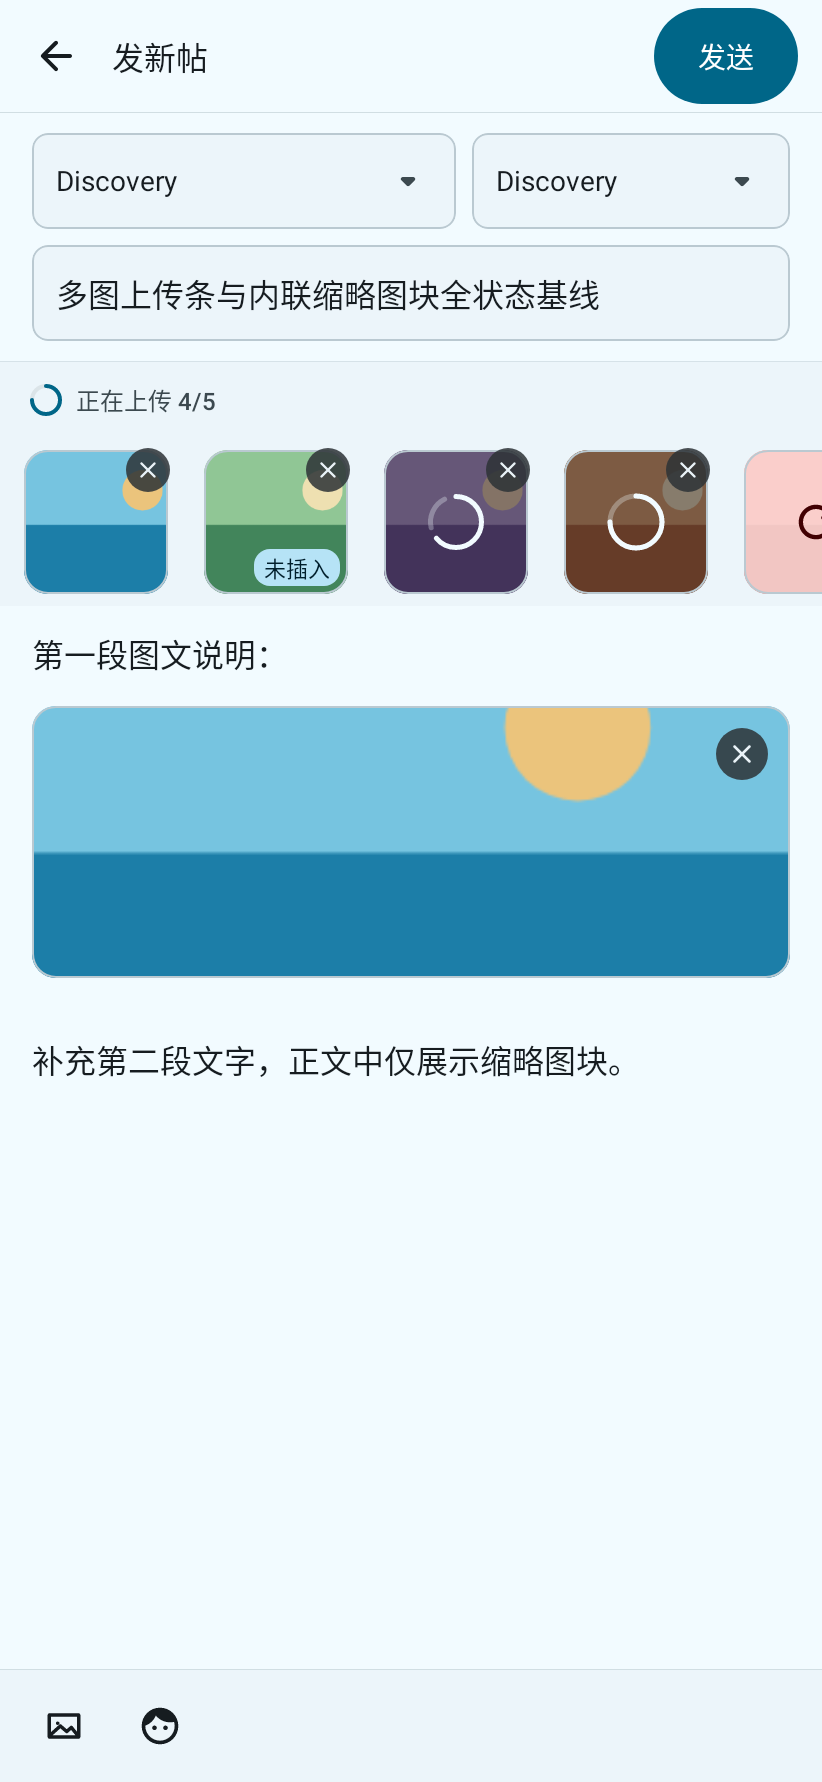 发新帖
发送
Discovery
Discovery
多图上传条与内联缩略图块全状态基线
正在上传 4/5
未插入
第一段图文说明：
补充第二段文字，正文中仅展示缩略图块。